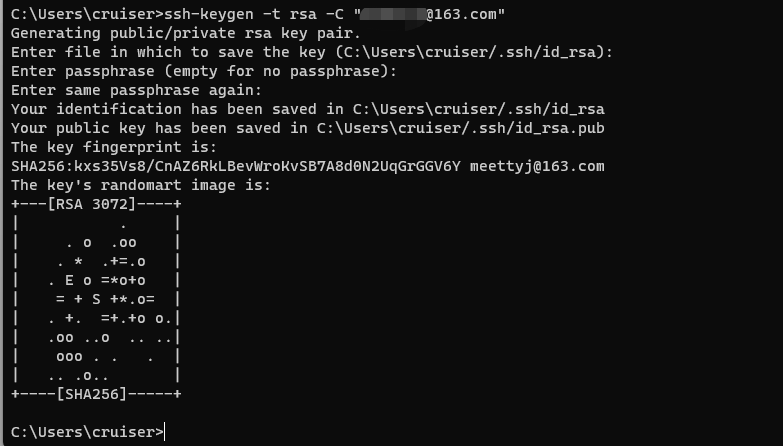 C:\Users\cruiser>ssh-keygen -t rsa -C "@163.com"
Generating public/private rsa key pair.
Enter file in which to save the key (C:\Users\cruiser/.ssh/id_rsa):
Enter passphrase (empty for no passphrase):
Enter same passphrase again:
Your identification has been saved in C:\Users\cruiser/.ssh/id_rsa
Your public key has been saved in C:\Users\cruiser/.ssh/id_rsa.pub
The key fingerprint is:
SHA256:kxs35Vs8/CnAZ6RkLBevWroKvSB7A8d0N2UqGrGGV6Y meettyj@163.com
The key's randomart image is:
+---[RSA 3072]----+
|            .    |
|     . o  .oo    |
|    . *  .+=.o   |
|   . E o =*o+o   |
|    = + S +*.o=  |
|   . +.  =+.+o o.|
|   .oo ..o  .. ..|
|    ooo . .   .  |
|   .. .o..       |
+----[SHA256]-----+
C:\Users\cruiser>